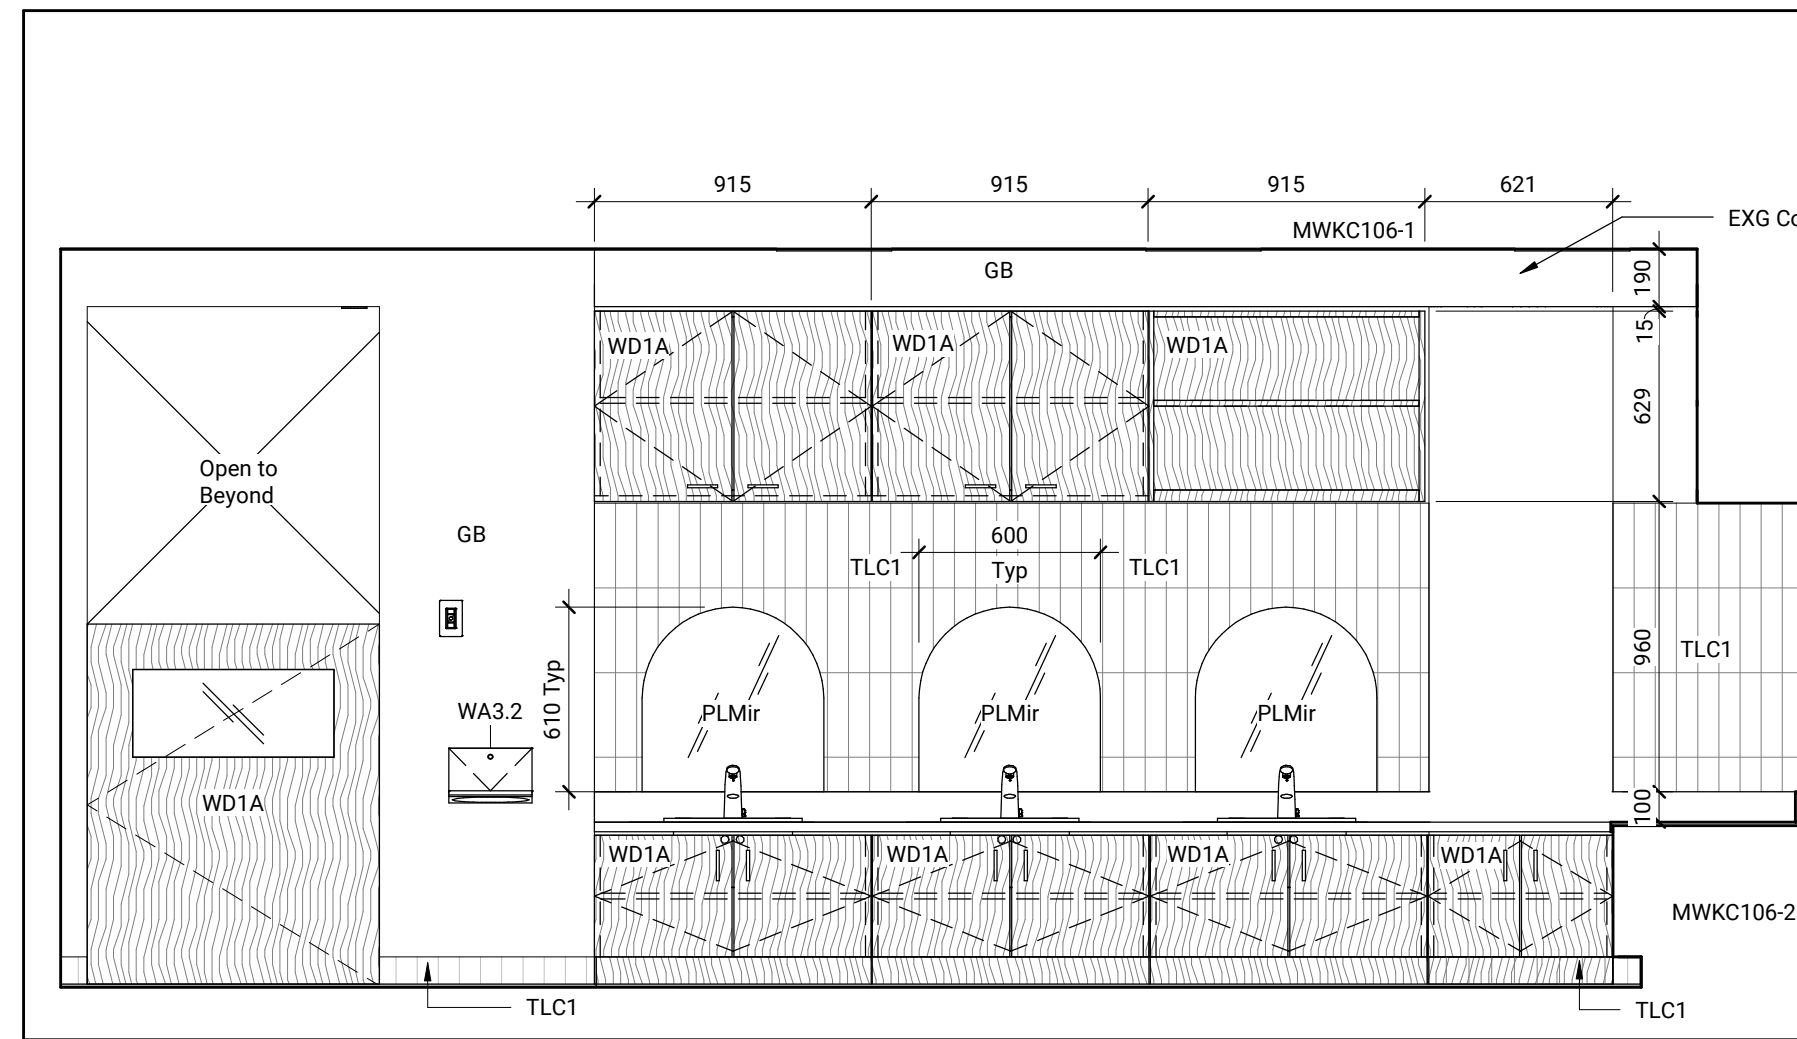 915
915
915
621
MWKC106-1
EXG Co
GB
190
15
WD1A
WD1A
WD1A
629
Open to
Beyond
GB
600
Typ
TLC1
TLC1
610 Typ
960
TLC1
WA3.2
PLMir
PLMir
PLMir
WD1A
100
WD1A
WD1A
WD1A
WD1A
MWKC106-2
TLC1
TLC1